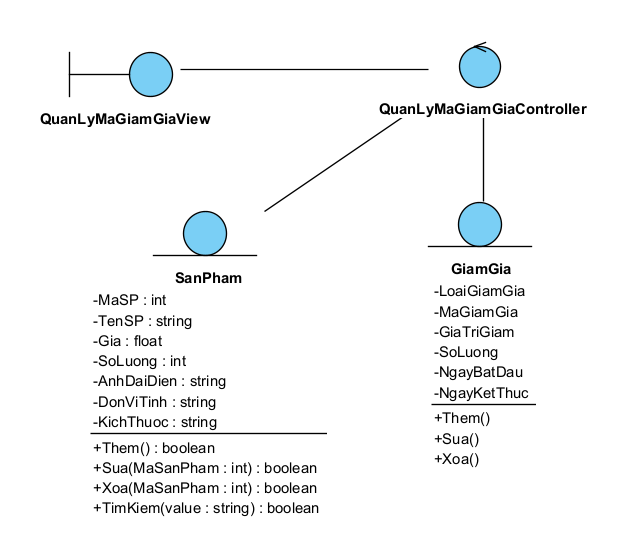 QuanLyMaGiamGiaView
QuanLyMaGiamGiaController
SanPham
-MaSP : int
-TenSP : string
-Gia : float
-SoLuong : int
-AnhDaiDien : string
-DonViTinh : string
-KichThuoc : string
+Them() : boolean
+Sua(MaSanPham : int) : boolean
+Xoa(MaSanPham : int) : boolean
+TimKiem(value : string) : boolean
GiamGia
-LoaiGiamGia
-MaGiamGia
-GiaTriGiam
-SoLuong
-NgayBatDau
-NgayKetThuc
+Them()
+Sua()
+Xoa()